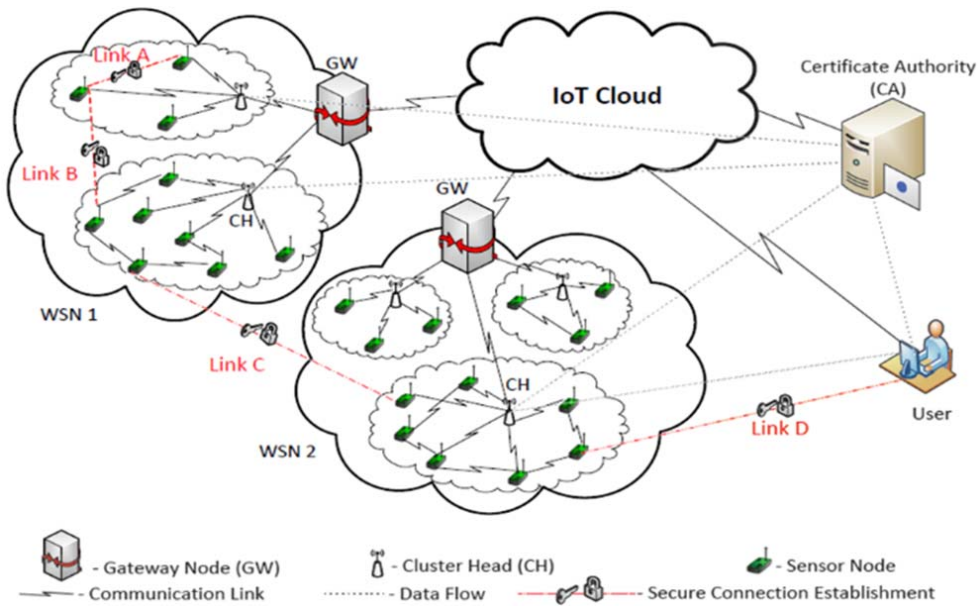 Link A
GW
IoT Cloud
Certificate Authority
(CA)
Link B
GW
CH
WSN 1
Link C
CH
User
Link D
WSN 2
- Gateway Node (GW)
- Cluster Head (CH)
- Sensor Node
- Communication Link
- Data Flow
- Secure Connection Establishment